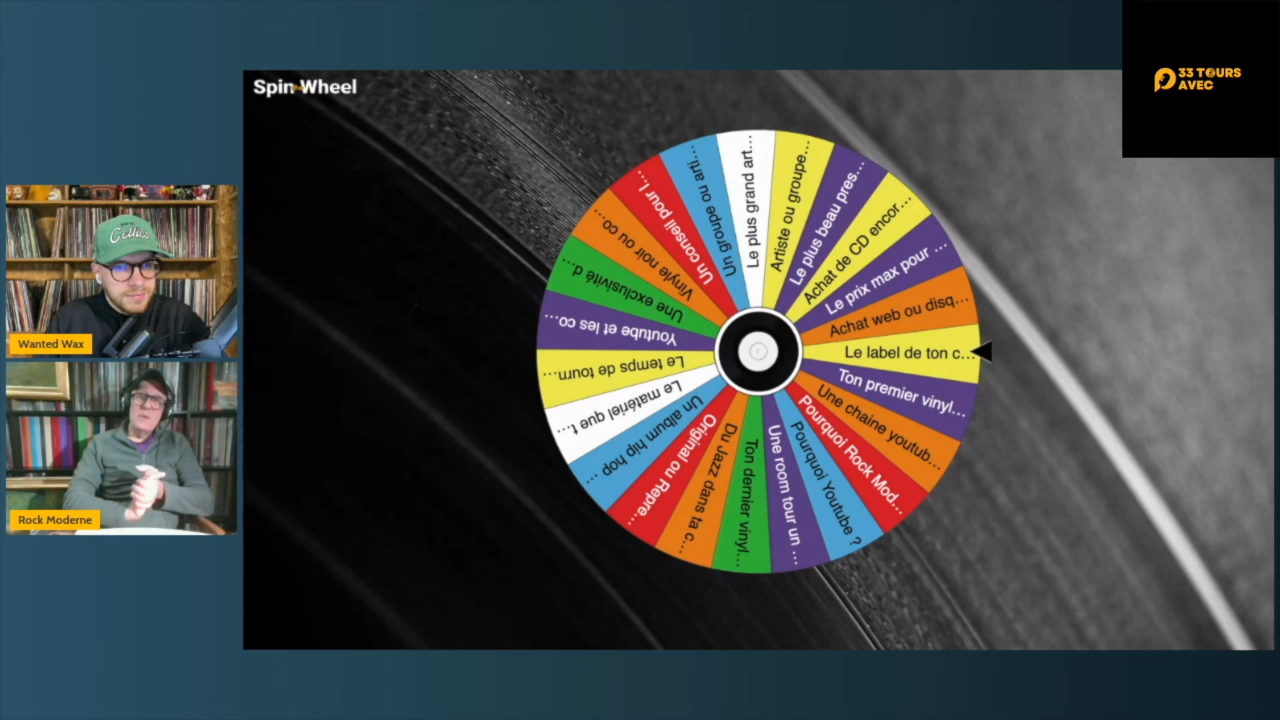 33 TOURS
AVEC
Spin the Wheel
Le plus grand art...
Artiste ou groupe...
Le plus beau pres...
Achat de CD encor...
Le prix max pour ...
Achat web ou disq...
Le label de ton c...
Ton premier vinyl...
Une chaine youtub...
Pourquoi Rock Mod...
Pourquoi Youtube ?
Une room tour un ...
Ton dernier vinyl...
Du Jazz dans ta c...
Original ou Repre...
Un album hip hop ...
Le matériel que t...
Le temps de tourn...
Youtube et les co...
Une exclusivité d...
Vinyle noir ou co...
Un conseil pour l...
Un groupe ou arti...
Wanted Wax
Rock Moderne